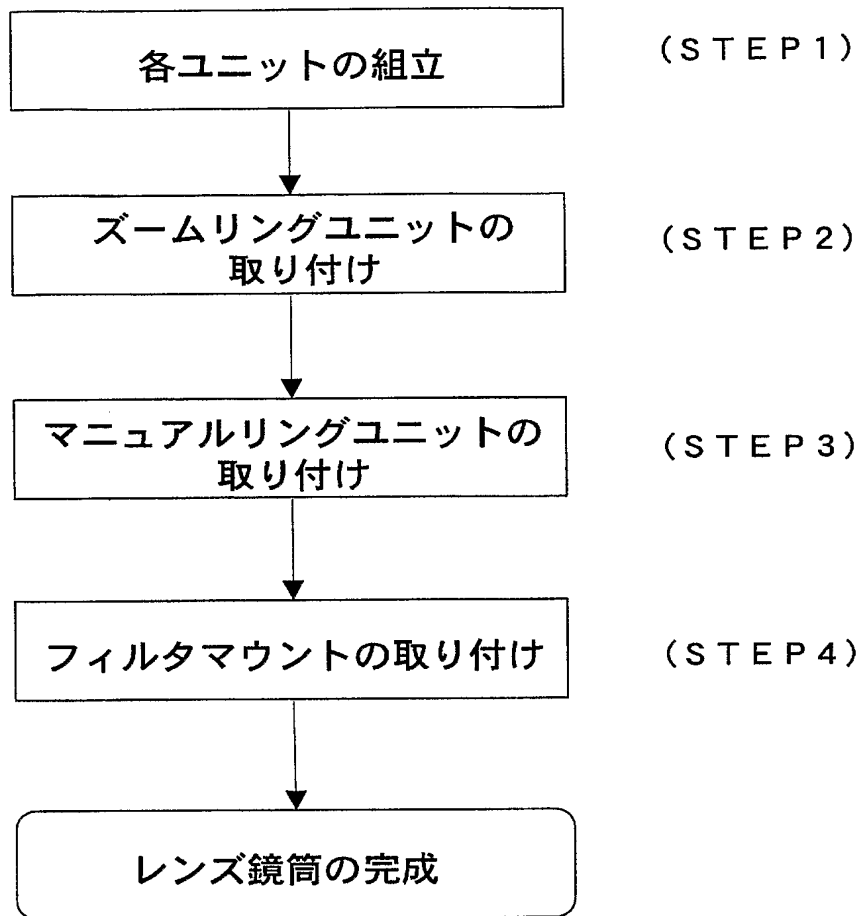 各ユニットの組立
(STEP1)
ズームリングユニットの
取り付け
(STEP2)
マニュアルリングユニットの
取り付け
(STEP3)
フィルタマウントの取り付け
(STEP4)
レンズ鏡筒の完成